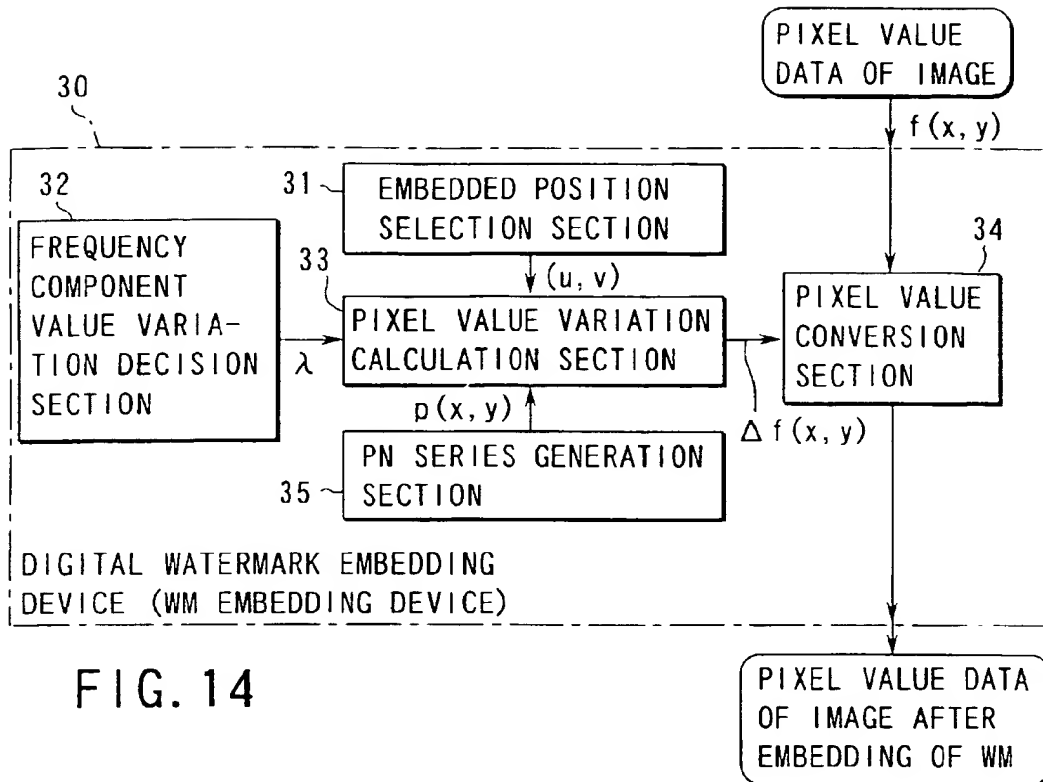 PIXEL VALUE
DATA OF IMAGE
f(x, y)
30
31
EMBEDDED POSITION
SELECTION SECTION
(u, v)
32
FREQUENCY
COMPONENT
VALUE VARIA-
TION DECISION
SECTION
λ
33
PIXEL VALUE VARIATION
CALCULATION SECTION
p(x, y)
Δ f(x, y)
34
PIXEL VALUE
CONVERSION
SECTION
35
PN SERIES GENERATION
SECTION
DIGITAL WATERMARK EMBEDDING
DEVICE (WM EMBEDDING DEVICE)
PIXEL VALUE DATA
OF IMAGE AFTER
EMBEDDING OF WM
FIG. 14